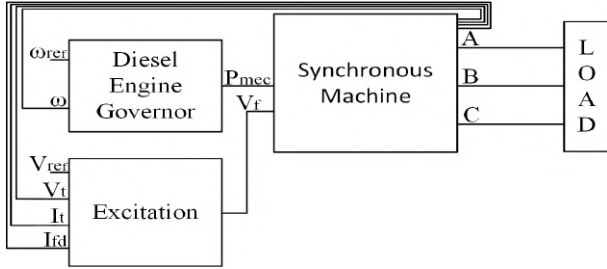 ωref
ω
Diesel
Engine
Governor
Pmec
Vf
Synchronous
Machine
A
B
C
L
O
A
D
Vref
Vt
It
Ifd
Excitation